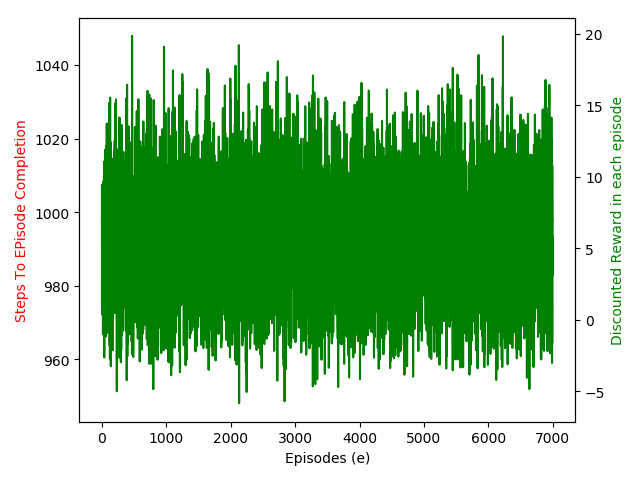 Steps To EPisode Completion
1040
1020
1000
980
960
20
15
10
5
0
−5
Discounted Reward in each episode
0 1000 2000 3000 4000 5000 6000 7000
Episodes (e)